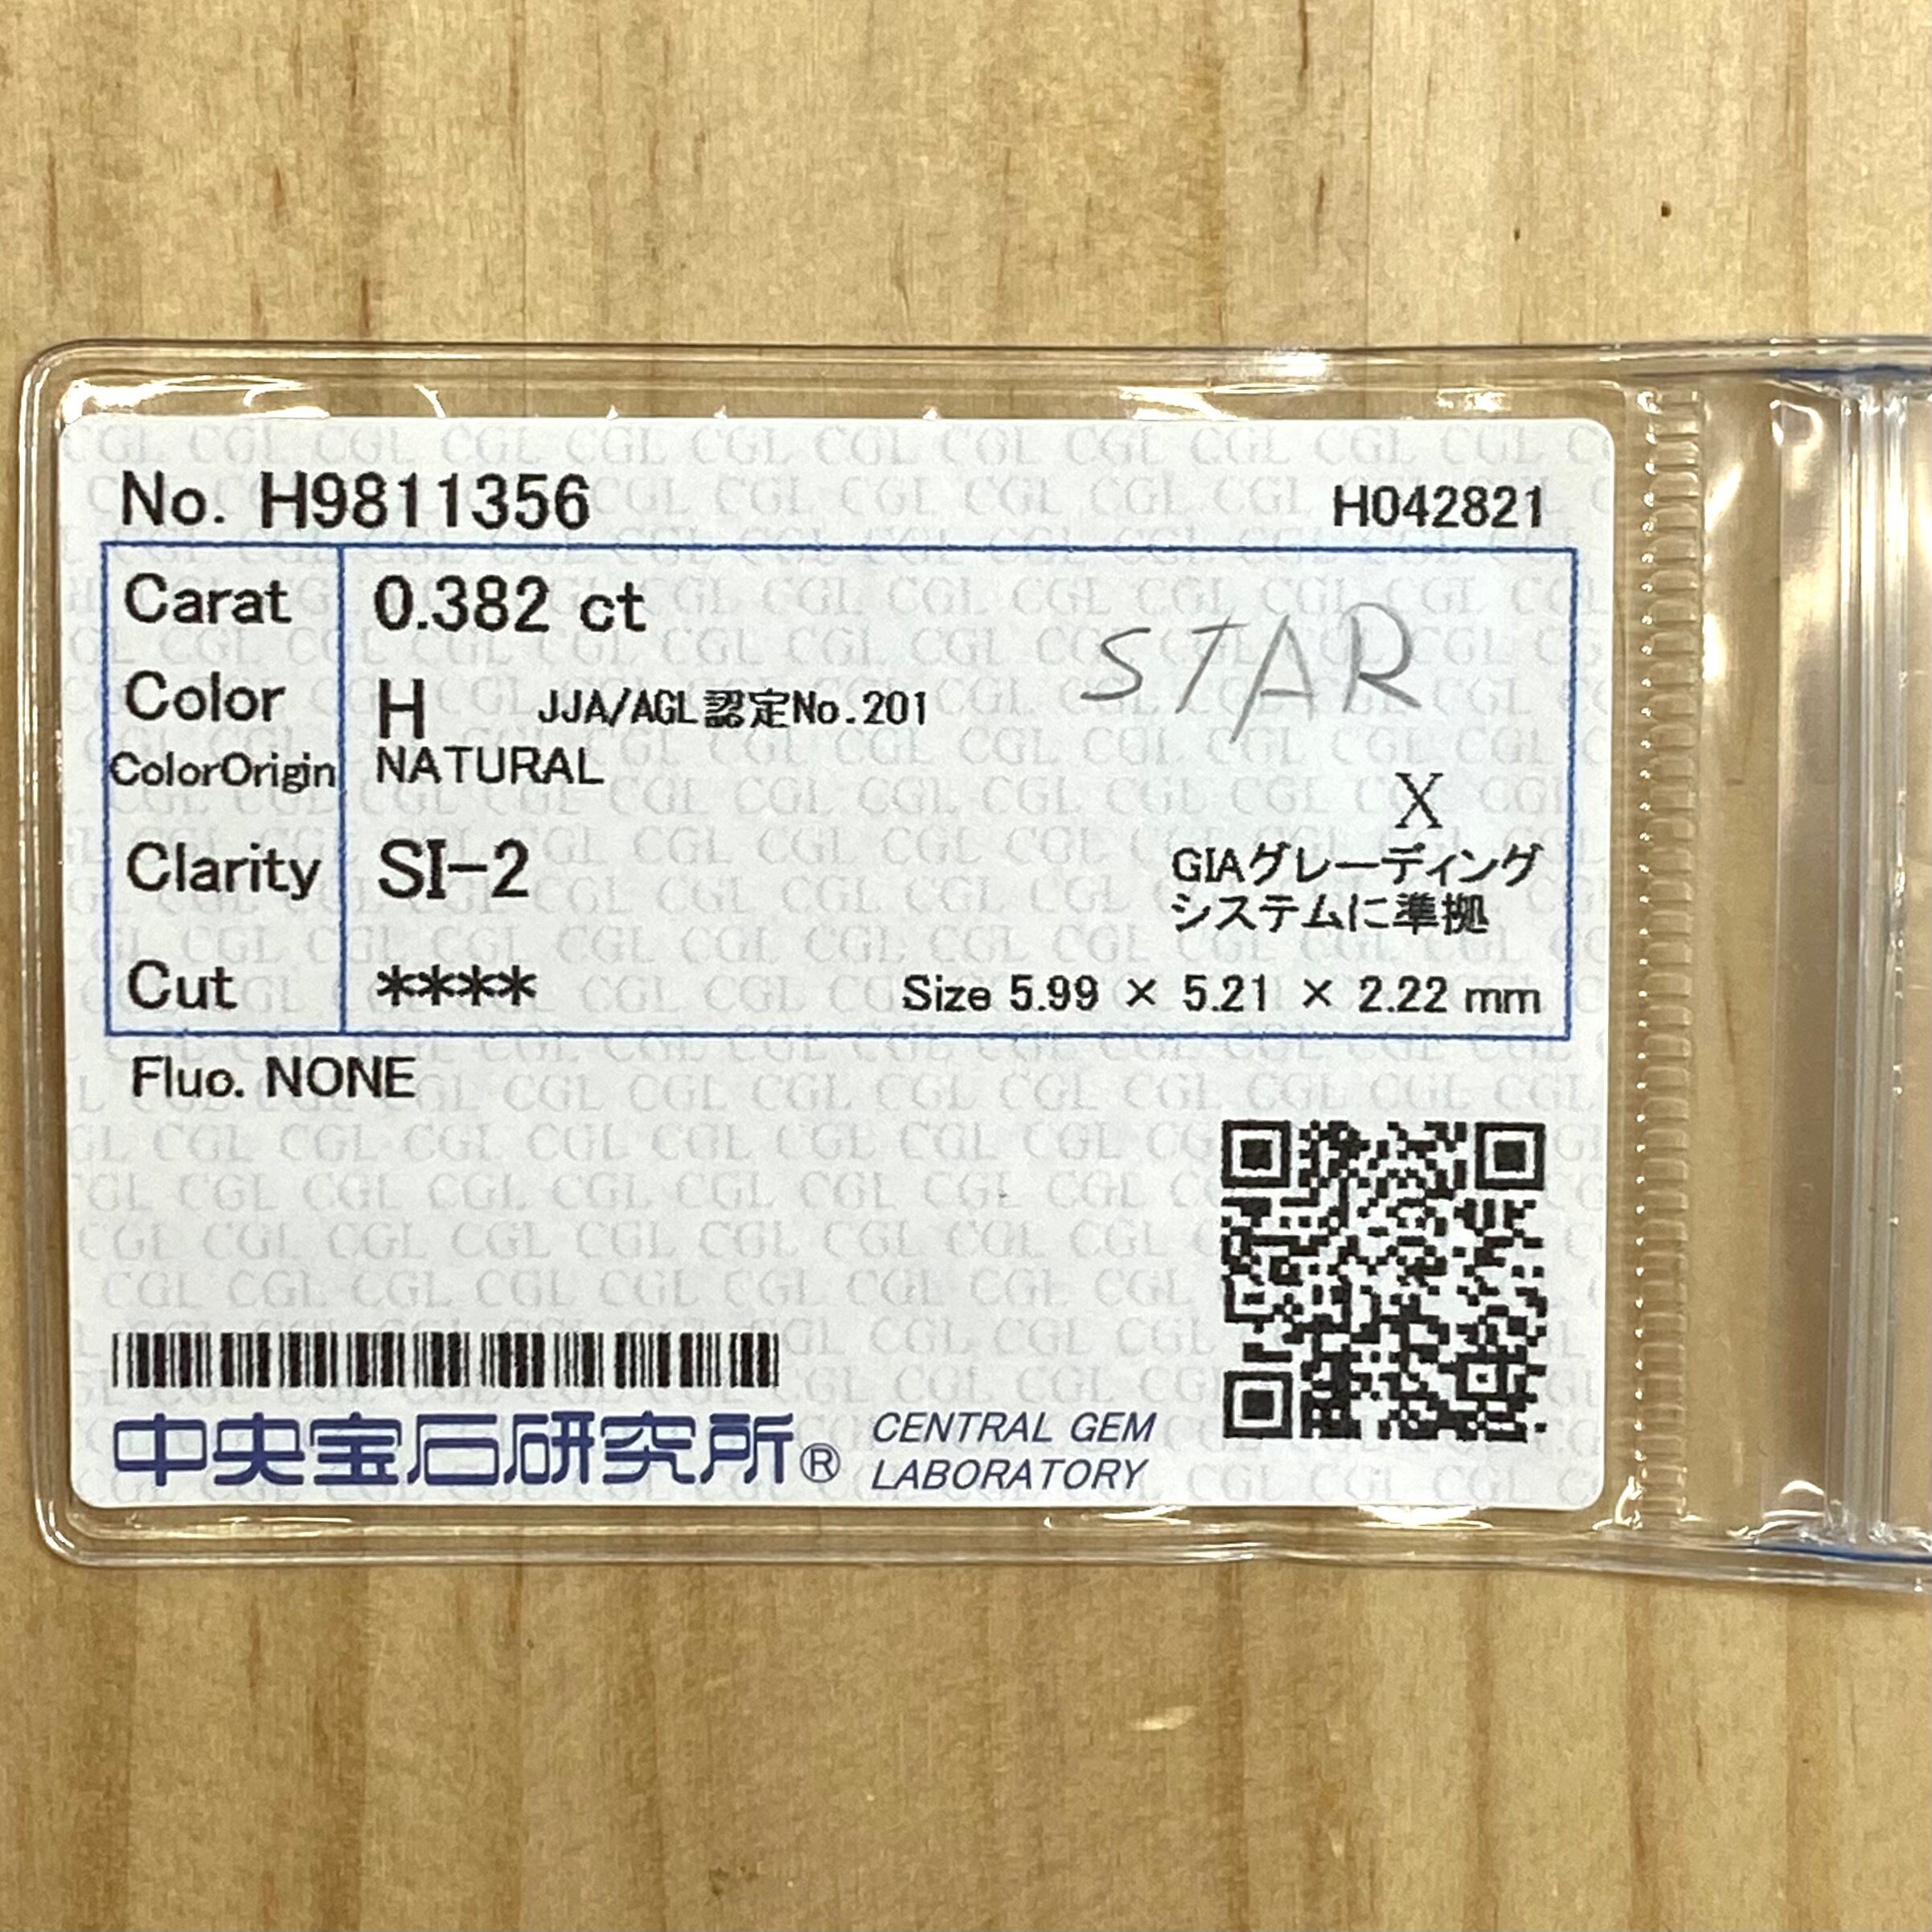 No. H9811356 H042821
Carat 0.382 ct
STAR
Color H JJA/AGL認定No.201
ColorOrigin NATURAL
X
Clarity SI-2 GIAグレーディング
システムに準拠
Cut **** Size 5.99 × 5.21 × 2.22 mm
Fluo. NONE
中央宝石研究所® CENTRAL GEM
LABORATORY